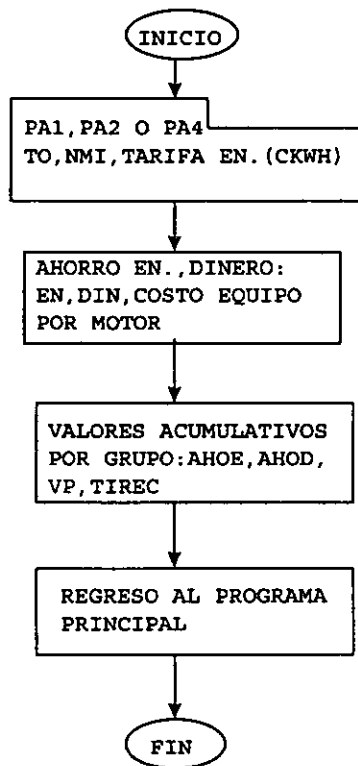 INICIO
PA1,PA2 O PA4
TO,NMI,TARIFA EN.(CKWH)
AHORRO EN.,DINERO:
EN,DIN,COSTO EQUIPO
POR MOTOR
VALORES ACUMULATIVOS
POR GRUPO:AHOE,AHOD,
VP,TIREC
REGRESO AL PROGRAMA
PRINCIPAL
FIN